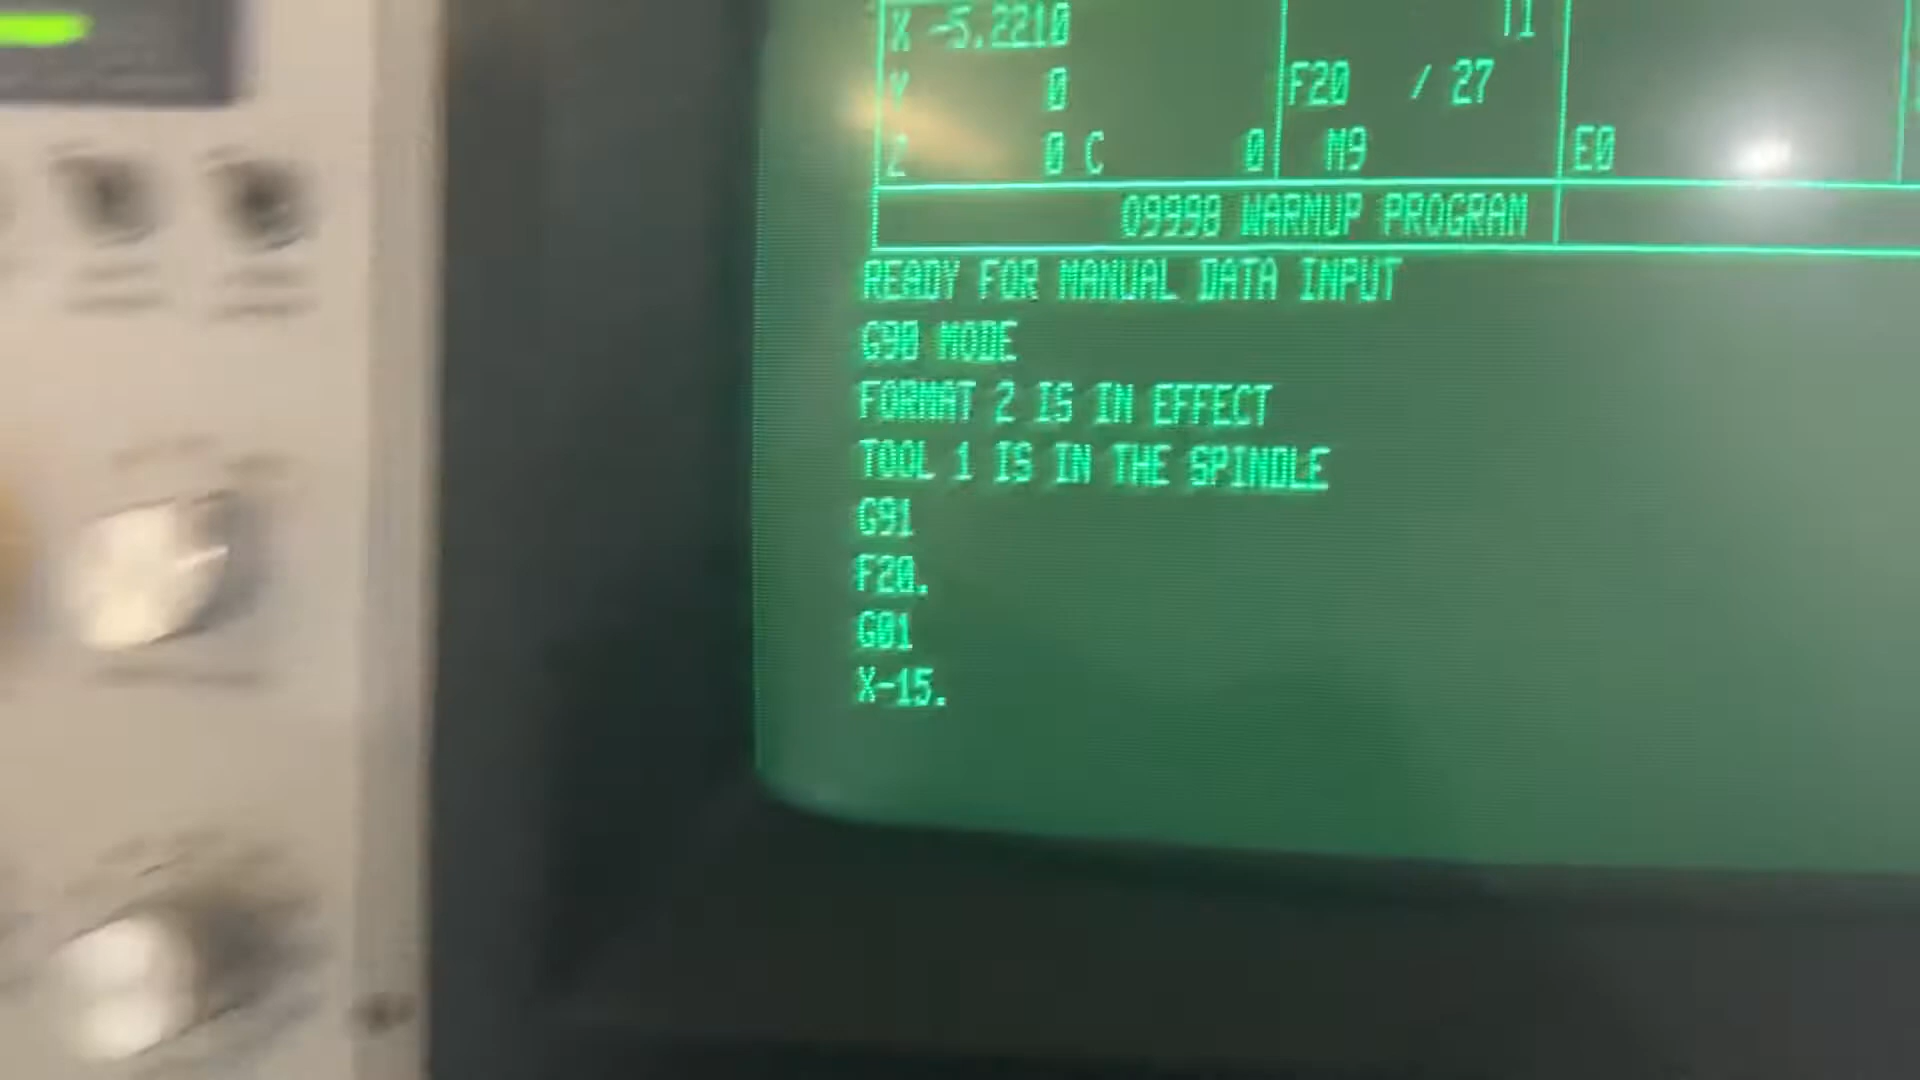 X -5.2210
T1
Y 0
F20 / 27
Z 0 C 0
M9
E0
O9998 WARMUP PROGRAM
READY FOR MANUAL DATA INPUT
G90 MODE
FORMAT 2 IS IN EFFECT
TOOL 1 IS IN THE SPINDLE
G91
F20.
G01
X-15.